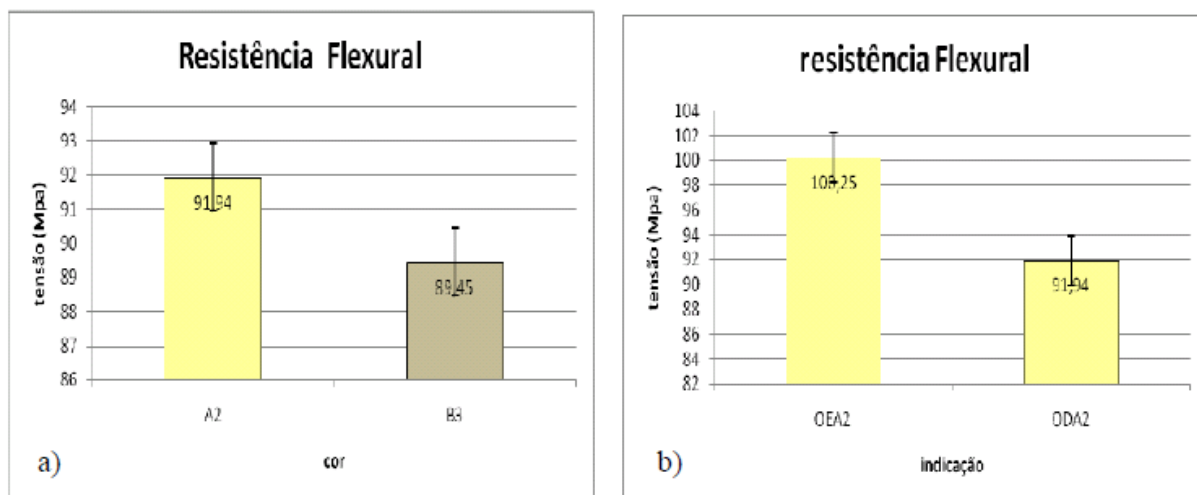 Resistência Flexural
94
93
92
91
90
89
88
87
86
tensão (Mpa)
91,94
89,45
A2
B3
cor
a)
resistência Flexural
104
102
100
98
96
94
92
90
88
86
84
82
tensão (Mpa)
100,25
91,94
OEA2
ODA2
indicação
b)